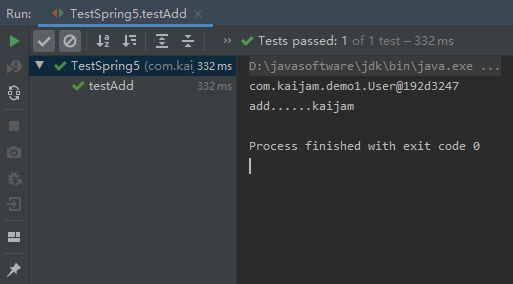 Run: TestSpring5.testAdd ×
Tests passed: 1 of 1 test – 332 ms
TestSpring5 (com.kaij 332 ms
testAdd 332 ms
D:\javasoftware\jdk\bin\java.exe ...
com.kaijam.demo1.User@192d3247
add......kaijam
Process finished with exit code 0